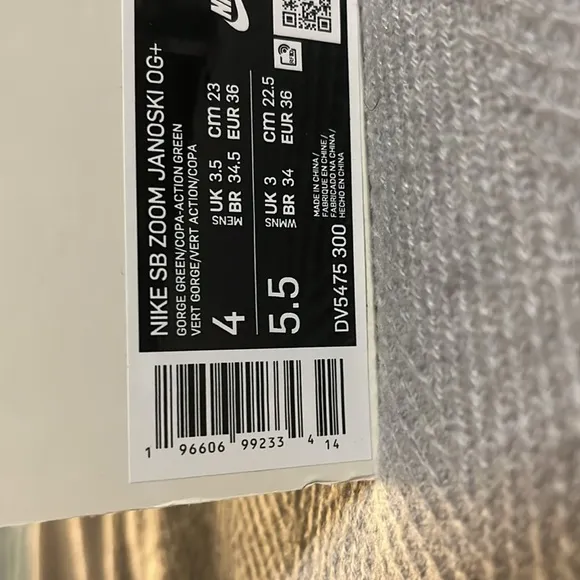 NIKE SB ZOOM JANOSKI OG+
GORGE GREEN/COPA-ACTION GREEN
VERT GORGE/VERT ACTION/COPA
4
MENS
UK 3.5
BR 34.5
cm 23
EUR 36
5.5
WMNS
UK 3
BR 34
cm 22.5
EUR 36
DV5475 300
MADE IN CHINA/
FABRIQUE EN CHINE/
FABRICADO NA CHINA/
HECHO EN CHINA
1 96606 99233 4 14